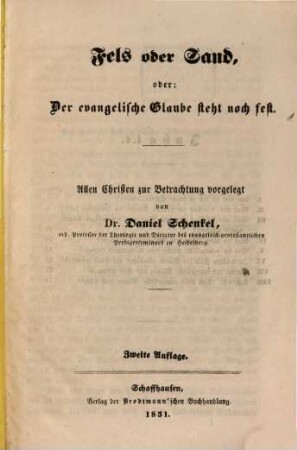 Fels oder Sand,
oder:
Der evangelische Glaube steht noch fest.
Allen Christen zur Betrachtung vorgelegt
von
Dr. Daniel Schenkel,
ord. Professor der Theologie und Director des evangelisch-protestantischen
Predigerseminars in Heidelberg.
Zweite Auflage.
Schaffhausen,
Verlag der Brodtmann'schen Buchhandlung.
1851.